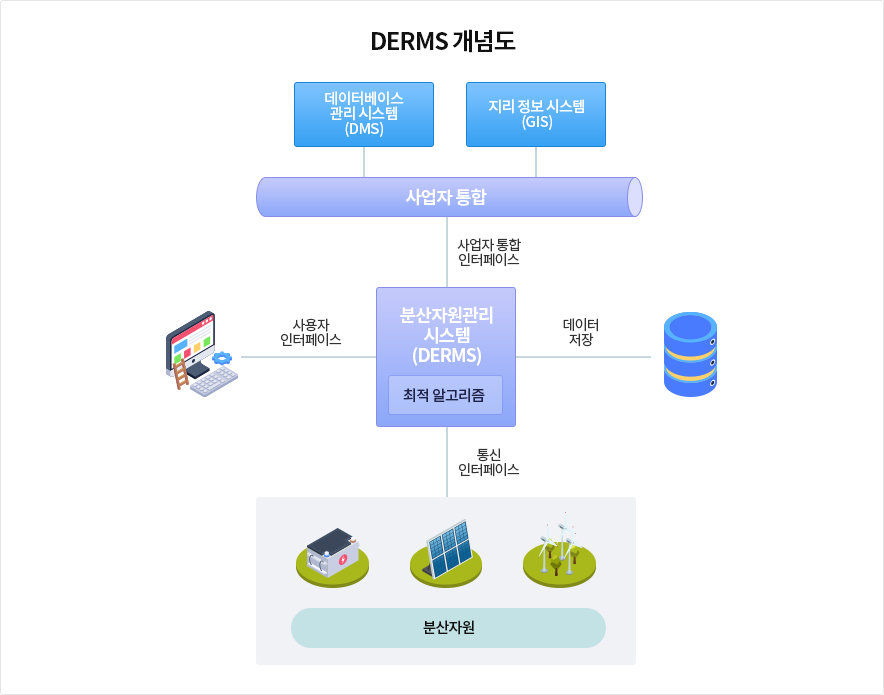 DERMS 개념도
데이터베이스
관리 시스템
(DMS)
지리 정보 시스템
(GIS)
사업자 통합
사업자 통합
인터페이스
사용자
인터페이스
분산자원관리
시스템
(DERMS)
최적 알고리즘
데이터
저장
통신
인터페이스
분산자원